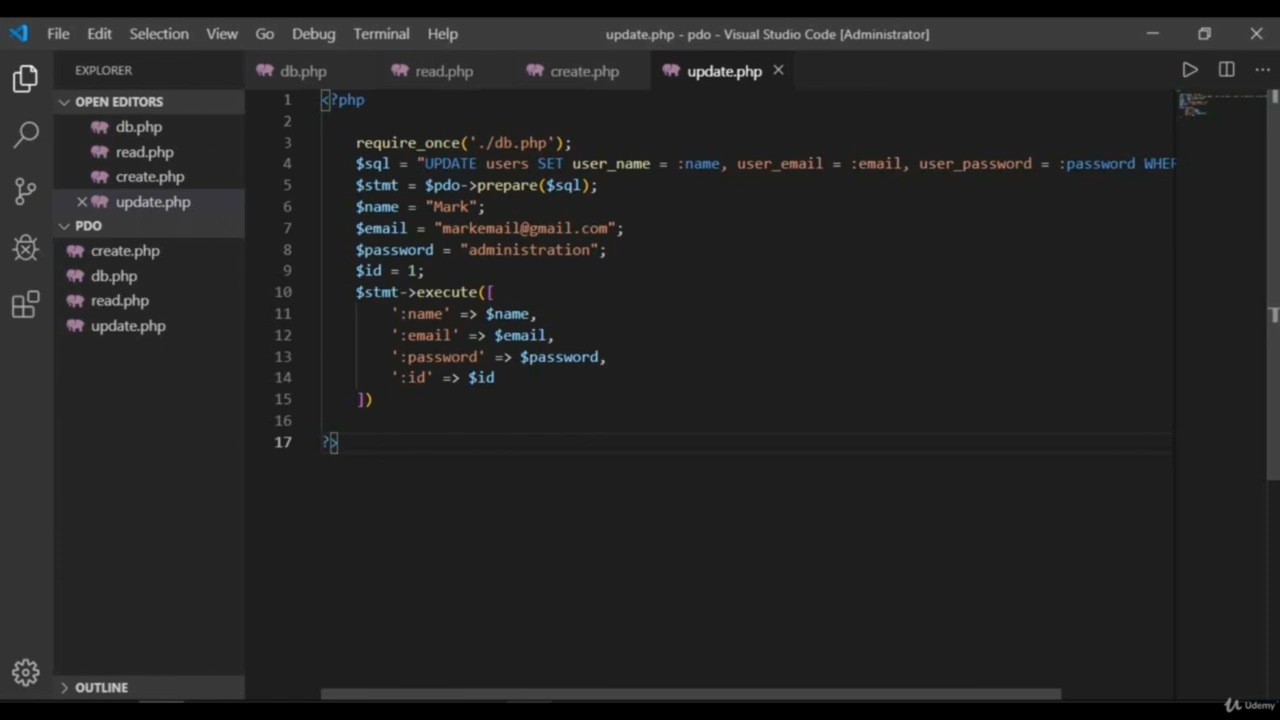 File Edit Selection View Go Debug Terminal Help update.php - pdo - Visual Studio Code [Administrator]
EXPLORER
OPEN EDITORS
db.php
read.php
create.php
update.php
PDO
create.php
db.php
read.php
update.php
OUTLINE
db.php read.php create.php update.php
1 <?php
2
3 require_once('./db.php');
4 $sql = "UPDATE users SET user_name = :name, user_email = :email, user_password = :password WHER
5 $stmt = $pdo->prepare($sql);
6 $name = "Mark";
7 $email = "markemail@gmail.com";
8 $password = "administration";
9 $id = 1;
10 $stmt->execute([
11 ':name' => $name,
12 ':email' => $email,
13 ':password' => $password,
14 ':id' => $id
15 ])
16
17 ?>
Udemy